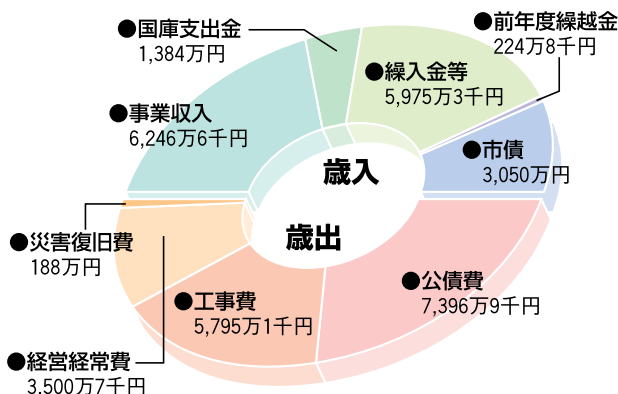 ●国庫支出金
1,384万円
●前年度繰越金
224万8千円
●繰入金等
5,975万3千円
●事業収入
6,246万6千円
●市債
3,050万円
歳入
歳出
●災害復旧費
188万円
●公債費
7,396万9千円
●工事費
5,795万1千円
●経営経常費
3,500万7千円